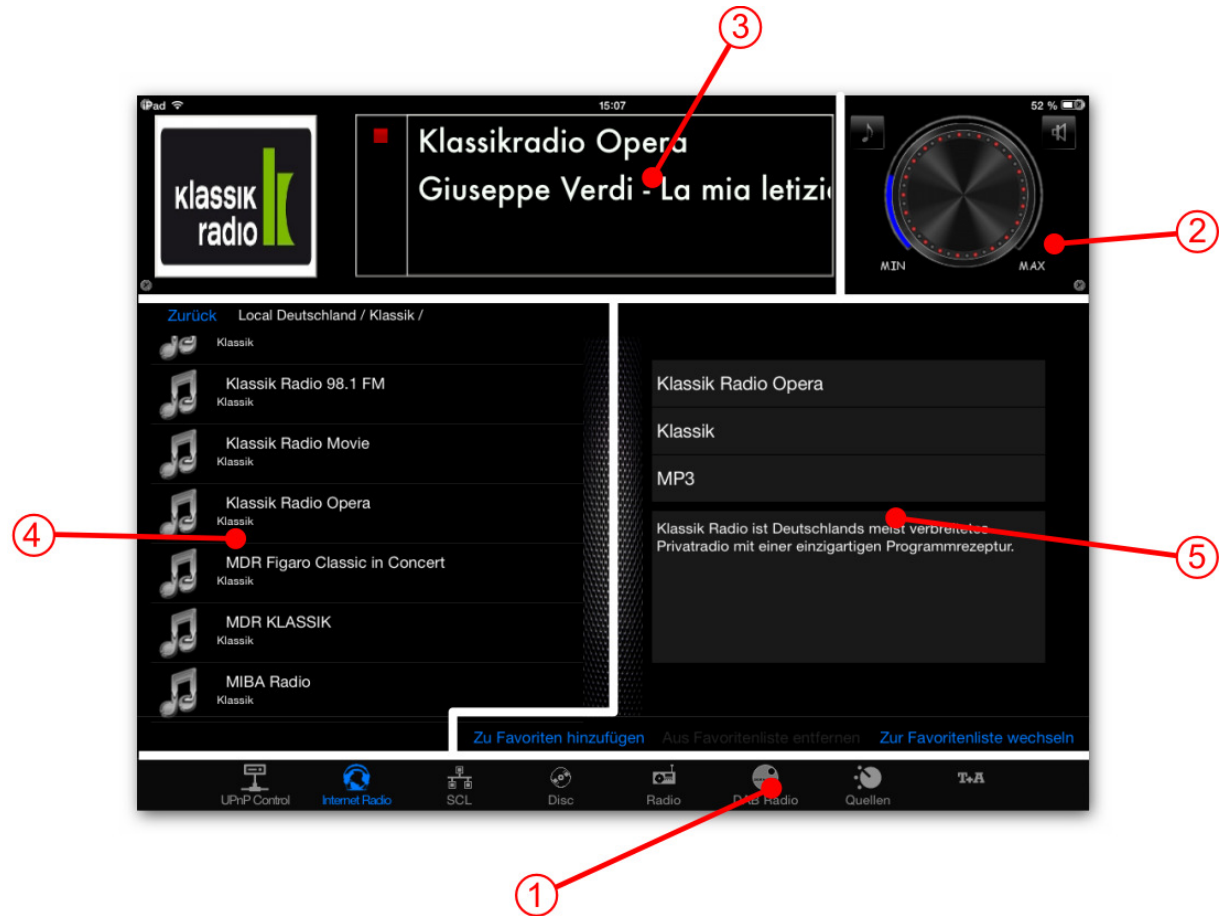 3
iPad 15:07 52 %
Klassik
radio
Klassikradio Opera
Giuseppe Verdi - La mia letizi
MIN MAX
2
Zurück Local Deutschland / Klassik /
Klassik
Klassik Radio 98.1 FM
Klassik
Klassik Radio Movie
Klassik
Klassik Radio Opera
Klassik
MDR Figaro Classic in Concert
Klassik
MDR KLASSIK
Klassik
MIBA Radio
Klassik
4
Klassik Radio Opera
Klassik
MP3
Klassik Radio ist Deutschlands meist verbreitetes
Privatradio mit einer einzigartigen Programmrezeptur.
5
Zu Favoriten hinzufügen Aus Favoritenliste entfernen Zur Favoritenliste wechseln
UPnP Control Internet Radio SCL Disc Radio DAB Radio Quellen T+A
1